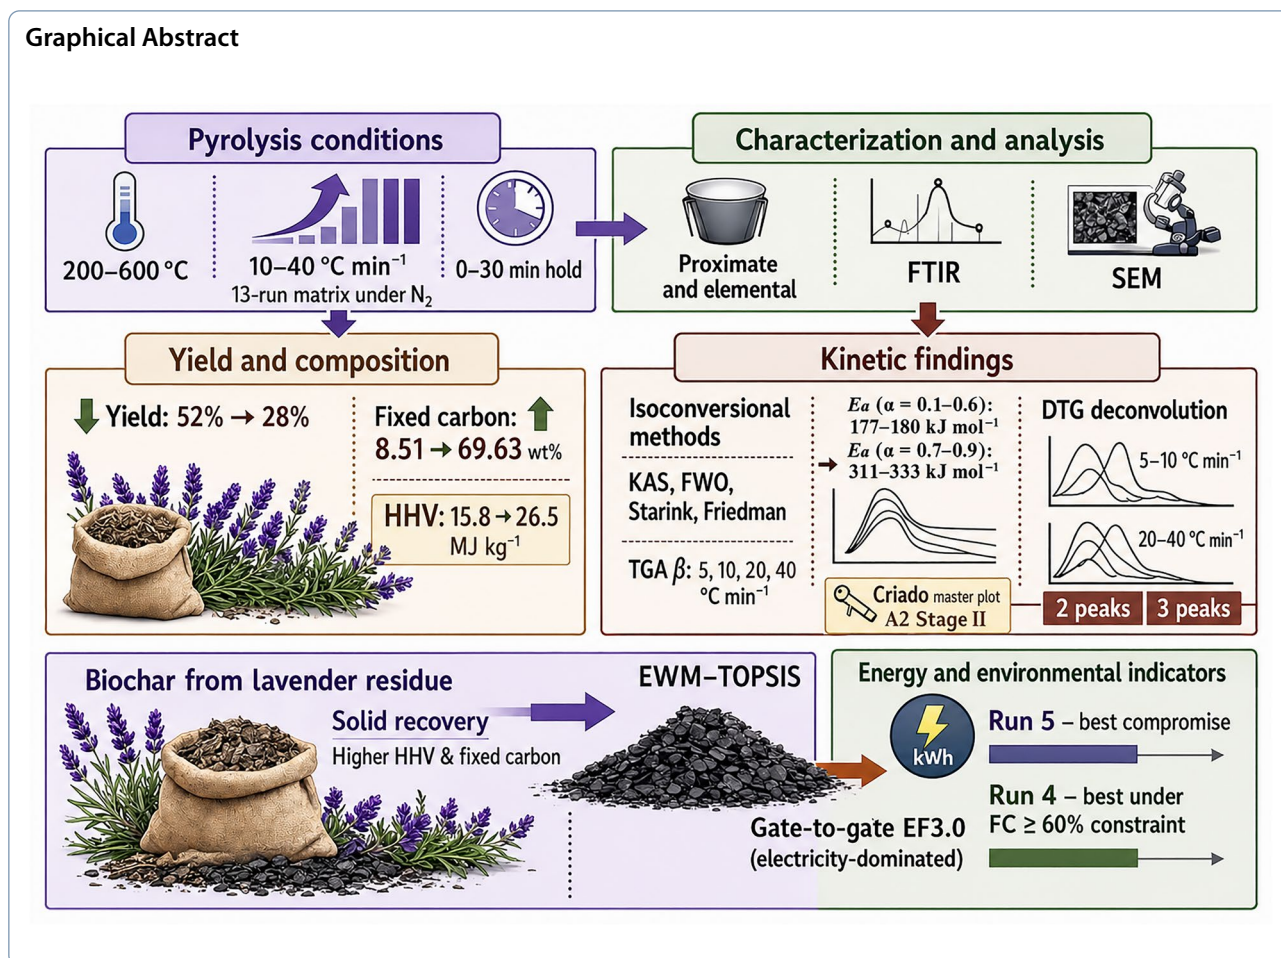 Graphical Abstract
Pyrolysis conditions
200–600 °C
10–40 °C min⁻¹
13-run matrix under N₂
0–30 min hold
Characterization and analysis
Proximate
and elemental
FTIR
SEM
Yield and composition
Yield: 52% → 28%
Fixed carbon:
8.51 → 69.63 wt%
HHV: 15.8 → 26.5
MJ kg⁻¹
Kinetic findings
Isoconversional
methods
KAS, FWO,
Starink, Friedman
TGA β: 5, 10, 20, 40
°C min⁻¹
Ea (α = 0.1–0.6):
177–180 kJ mol⁻¹
Ea (α = 0.7–0.9):
311–333 kJ mol⁻¹
Criado master plot
A2 Stage II
DTG deconvolution
5–10 °C min⁻¹
20–40 °C min⁻¹
2 peaks
3 peaks
Biochar from lavender residue
Solid recovery
Higher HHV & fixed carbon
EWM–TOPSIS
Energy and environmental indicators
kWh
Run 5 – best compromise
Run 4 – best under
FC ≥ 60% constraint
Gate-to-gate EF3.0
(electricity-dominated)